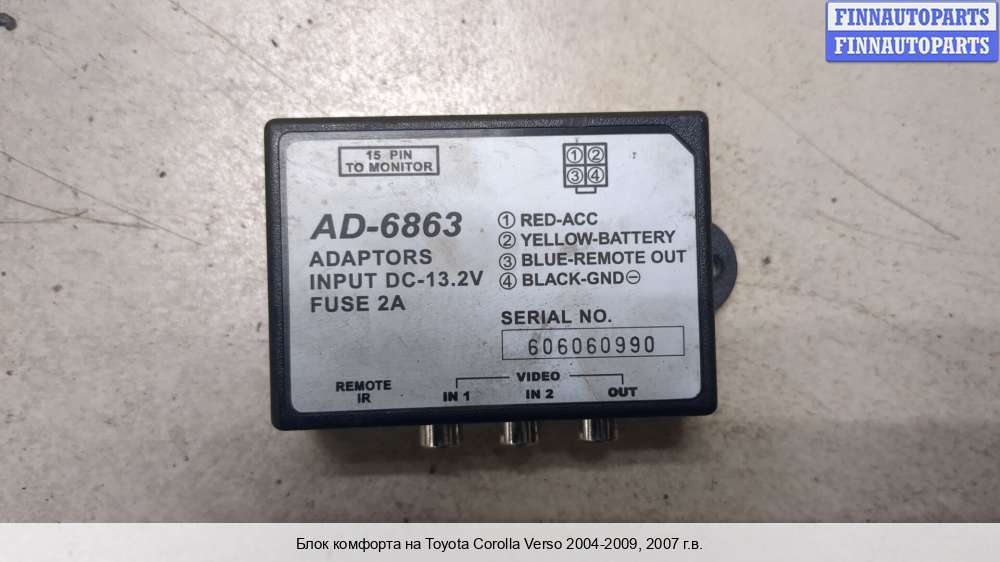 FINNAUTOPARTS
FINNAUTOPARTS
15 PIN
TO MONITOR
① ②
③ ④
AD-6863
ADAPTORS
INPUT DC-13.2V
FUSE 2A
① RED-ACC
② YELLOW-BATTERY
③ BLUE-REMOTE OUT
④ BLACK-GND⊖
SERIAL NO.
606060990
REMOTE
IR
VIDEO
IN 1 IN 2 OUT
Блок комфорта на Toyota Corolla Verso 2004-2009, 2007 г.в.